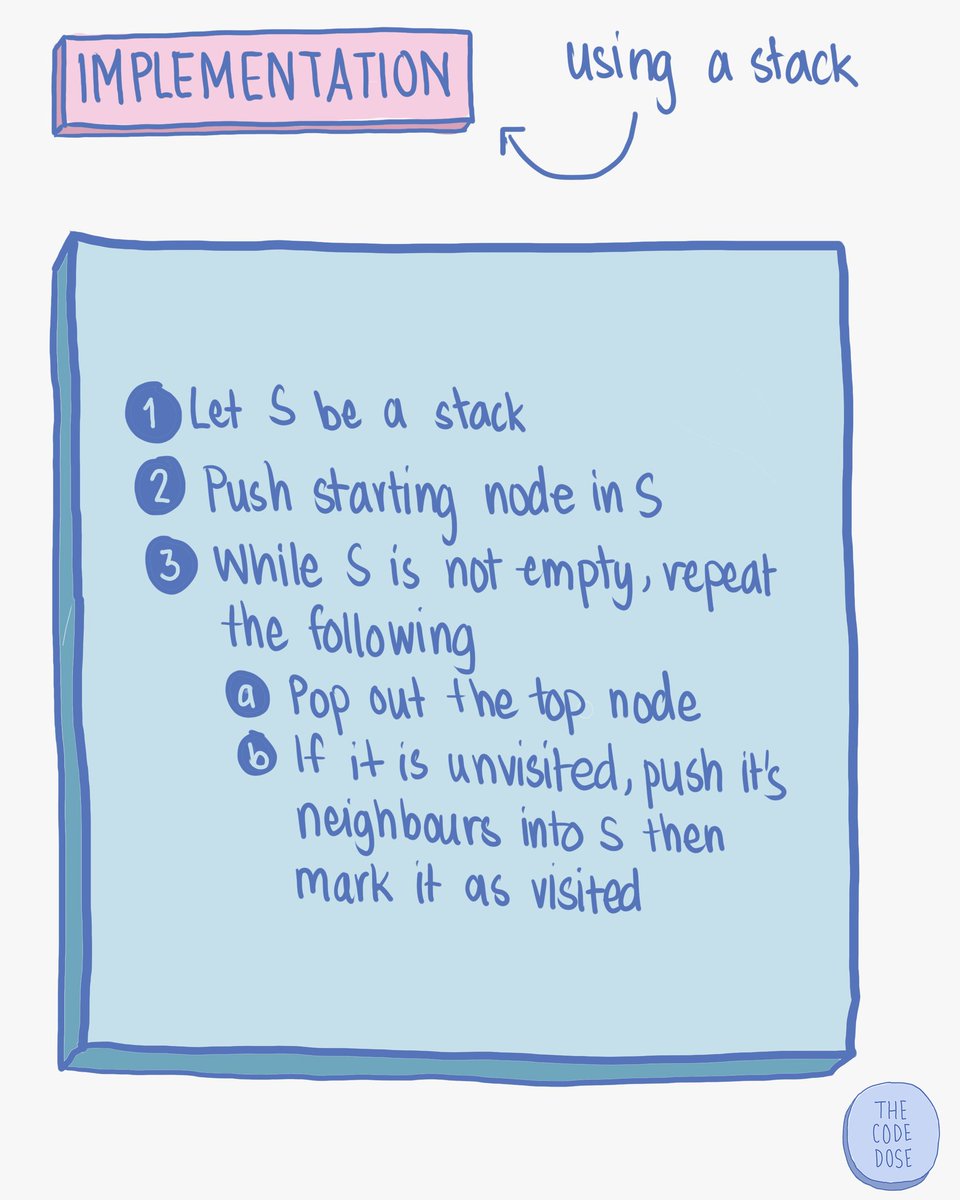 IMPLEMENTATION
using a stack
1 Let S be a stack
2 Push starting node in S
3 While S is not empty, repeat
the following
a Pop out the top node
b If it is unvisited, push it's
neighbours into S then
mark it as visited
THE
CODE
DOSE